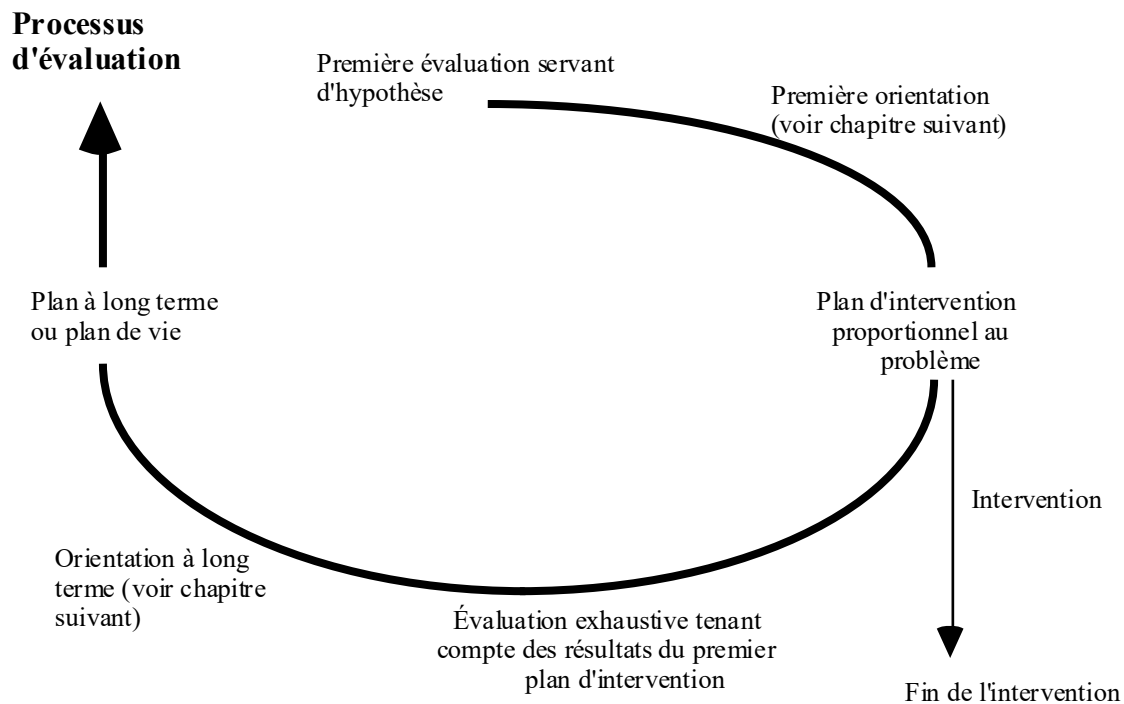 Processus
d'évaluation
Première évaluation servant
d'hypothèse
Première orientation
(voir chapitre suivant)
Plan à long terme
ou plan de vie
Plan d'intervention
proportionnel au
problème
Intervention
Orientation à long
terme (voir chapitre
suivant)
Évaluation exhaustive tenant
compte des résultats du premier
plan d'intervention
Fin de l'intervention